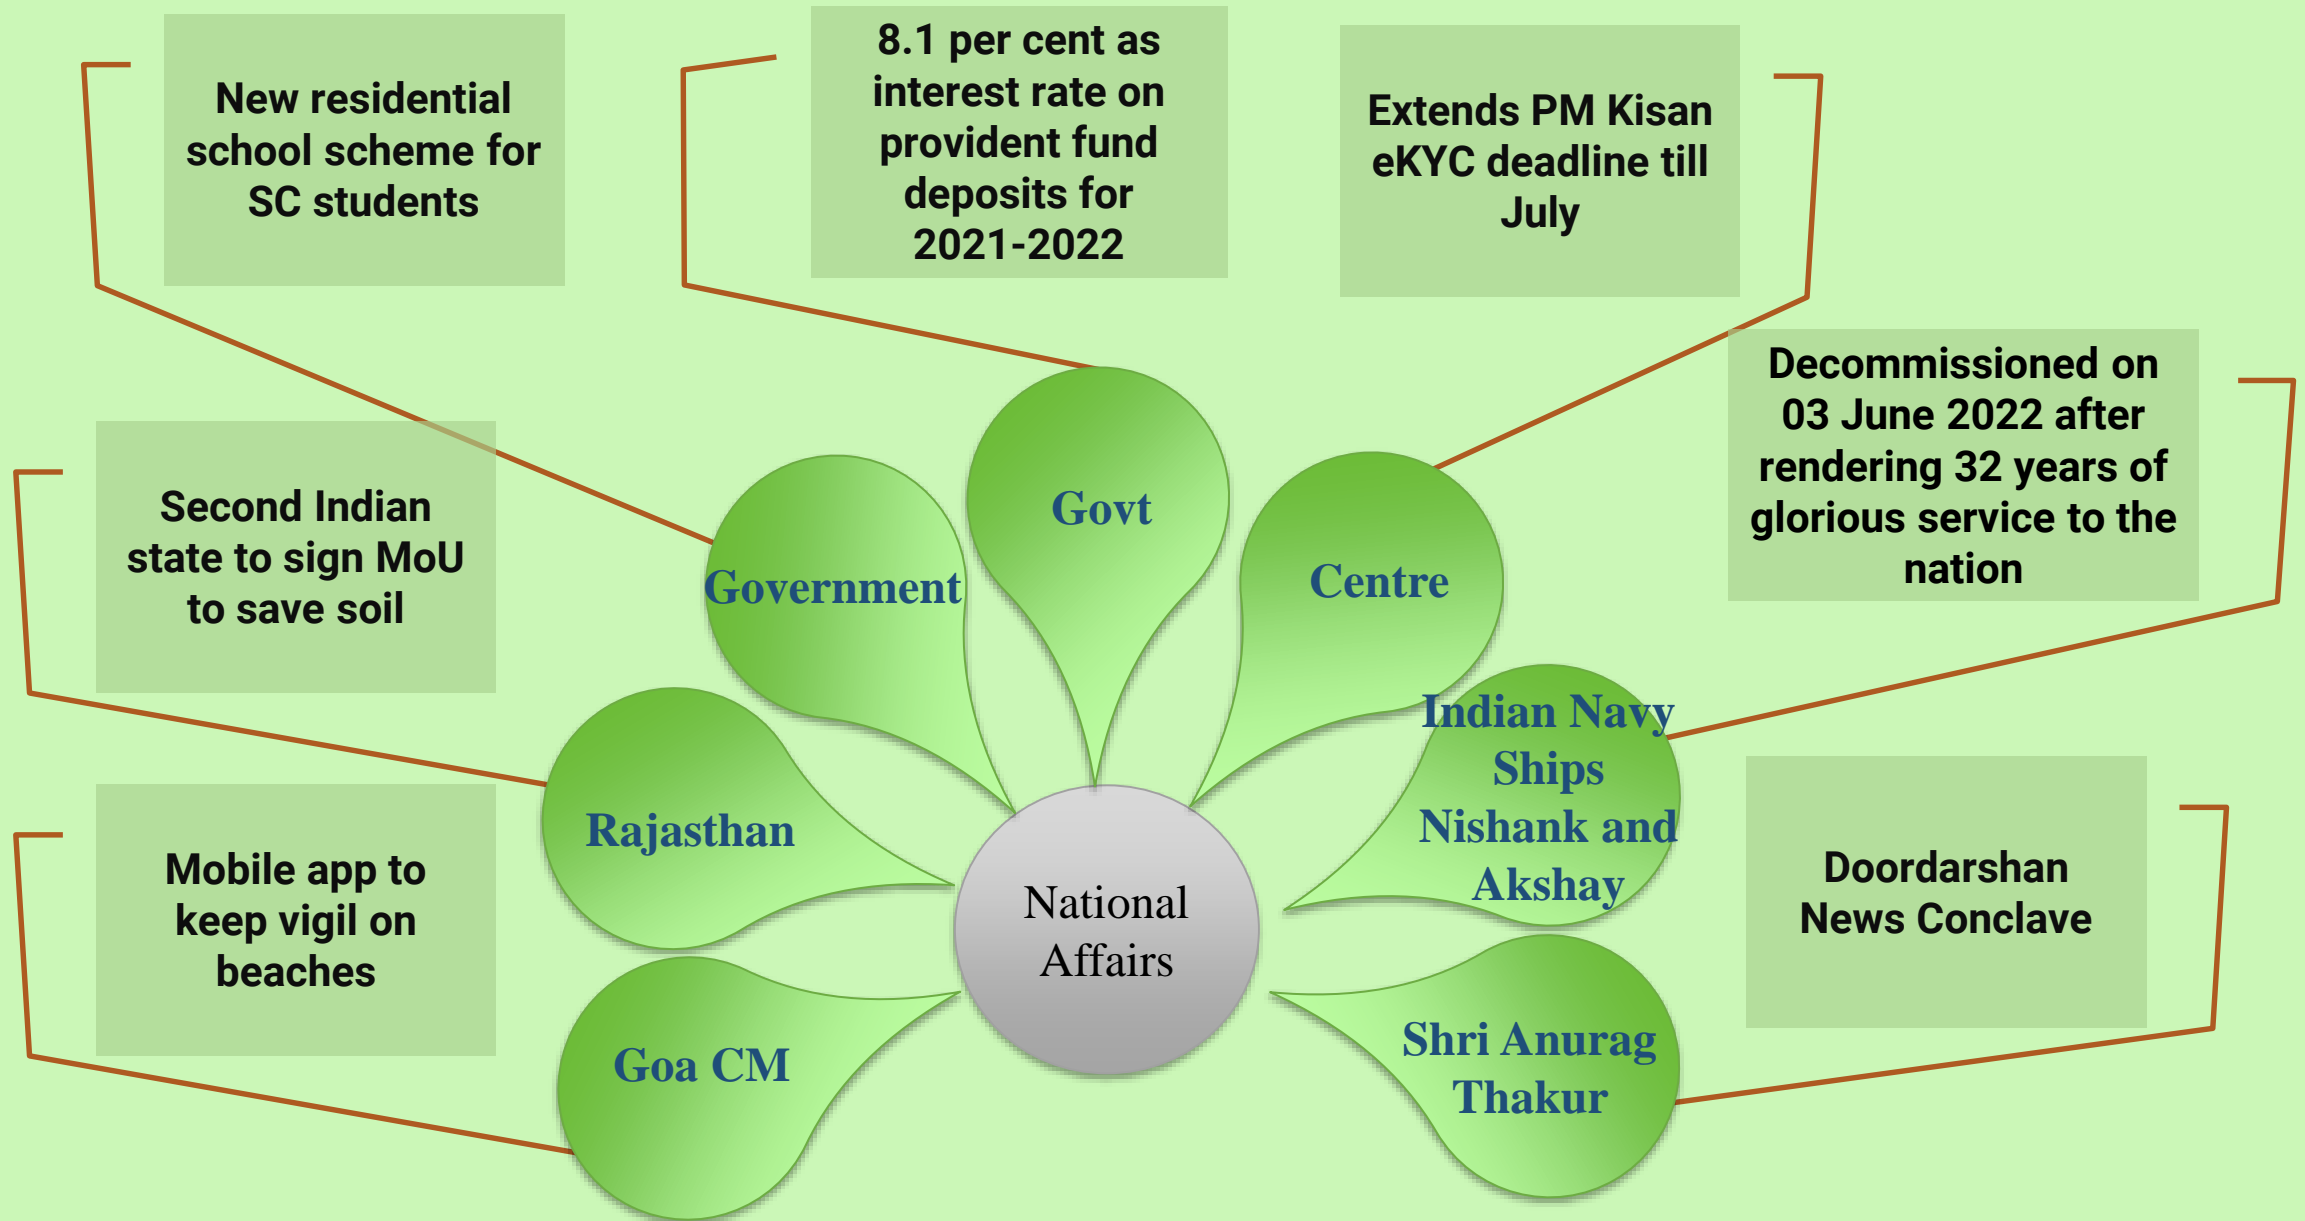 New residential
school scheme for
SC students
8.1 per cent as
interest rate on
provident fund
deposits for
2021-2022
Extends PM Kisan
eKYC deadline till
July
Decommissioned on
03 June 2022 after
rendering 32 years of
glorious service to the
nation
Second Indian
state to sign MoU
to save soil
Mobile app to
keep vigil on
beaches
Doordarshan
News Conclave
Government
Govt
Centre
Rajasthan
Indian Navy
Ships
Nishank and
Akshay
Goa CM
National
Affairs
Shri Anurag
Thakur